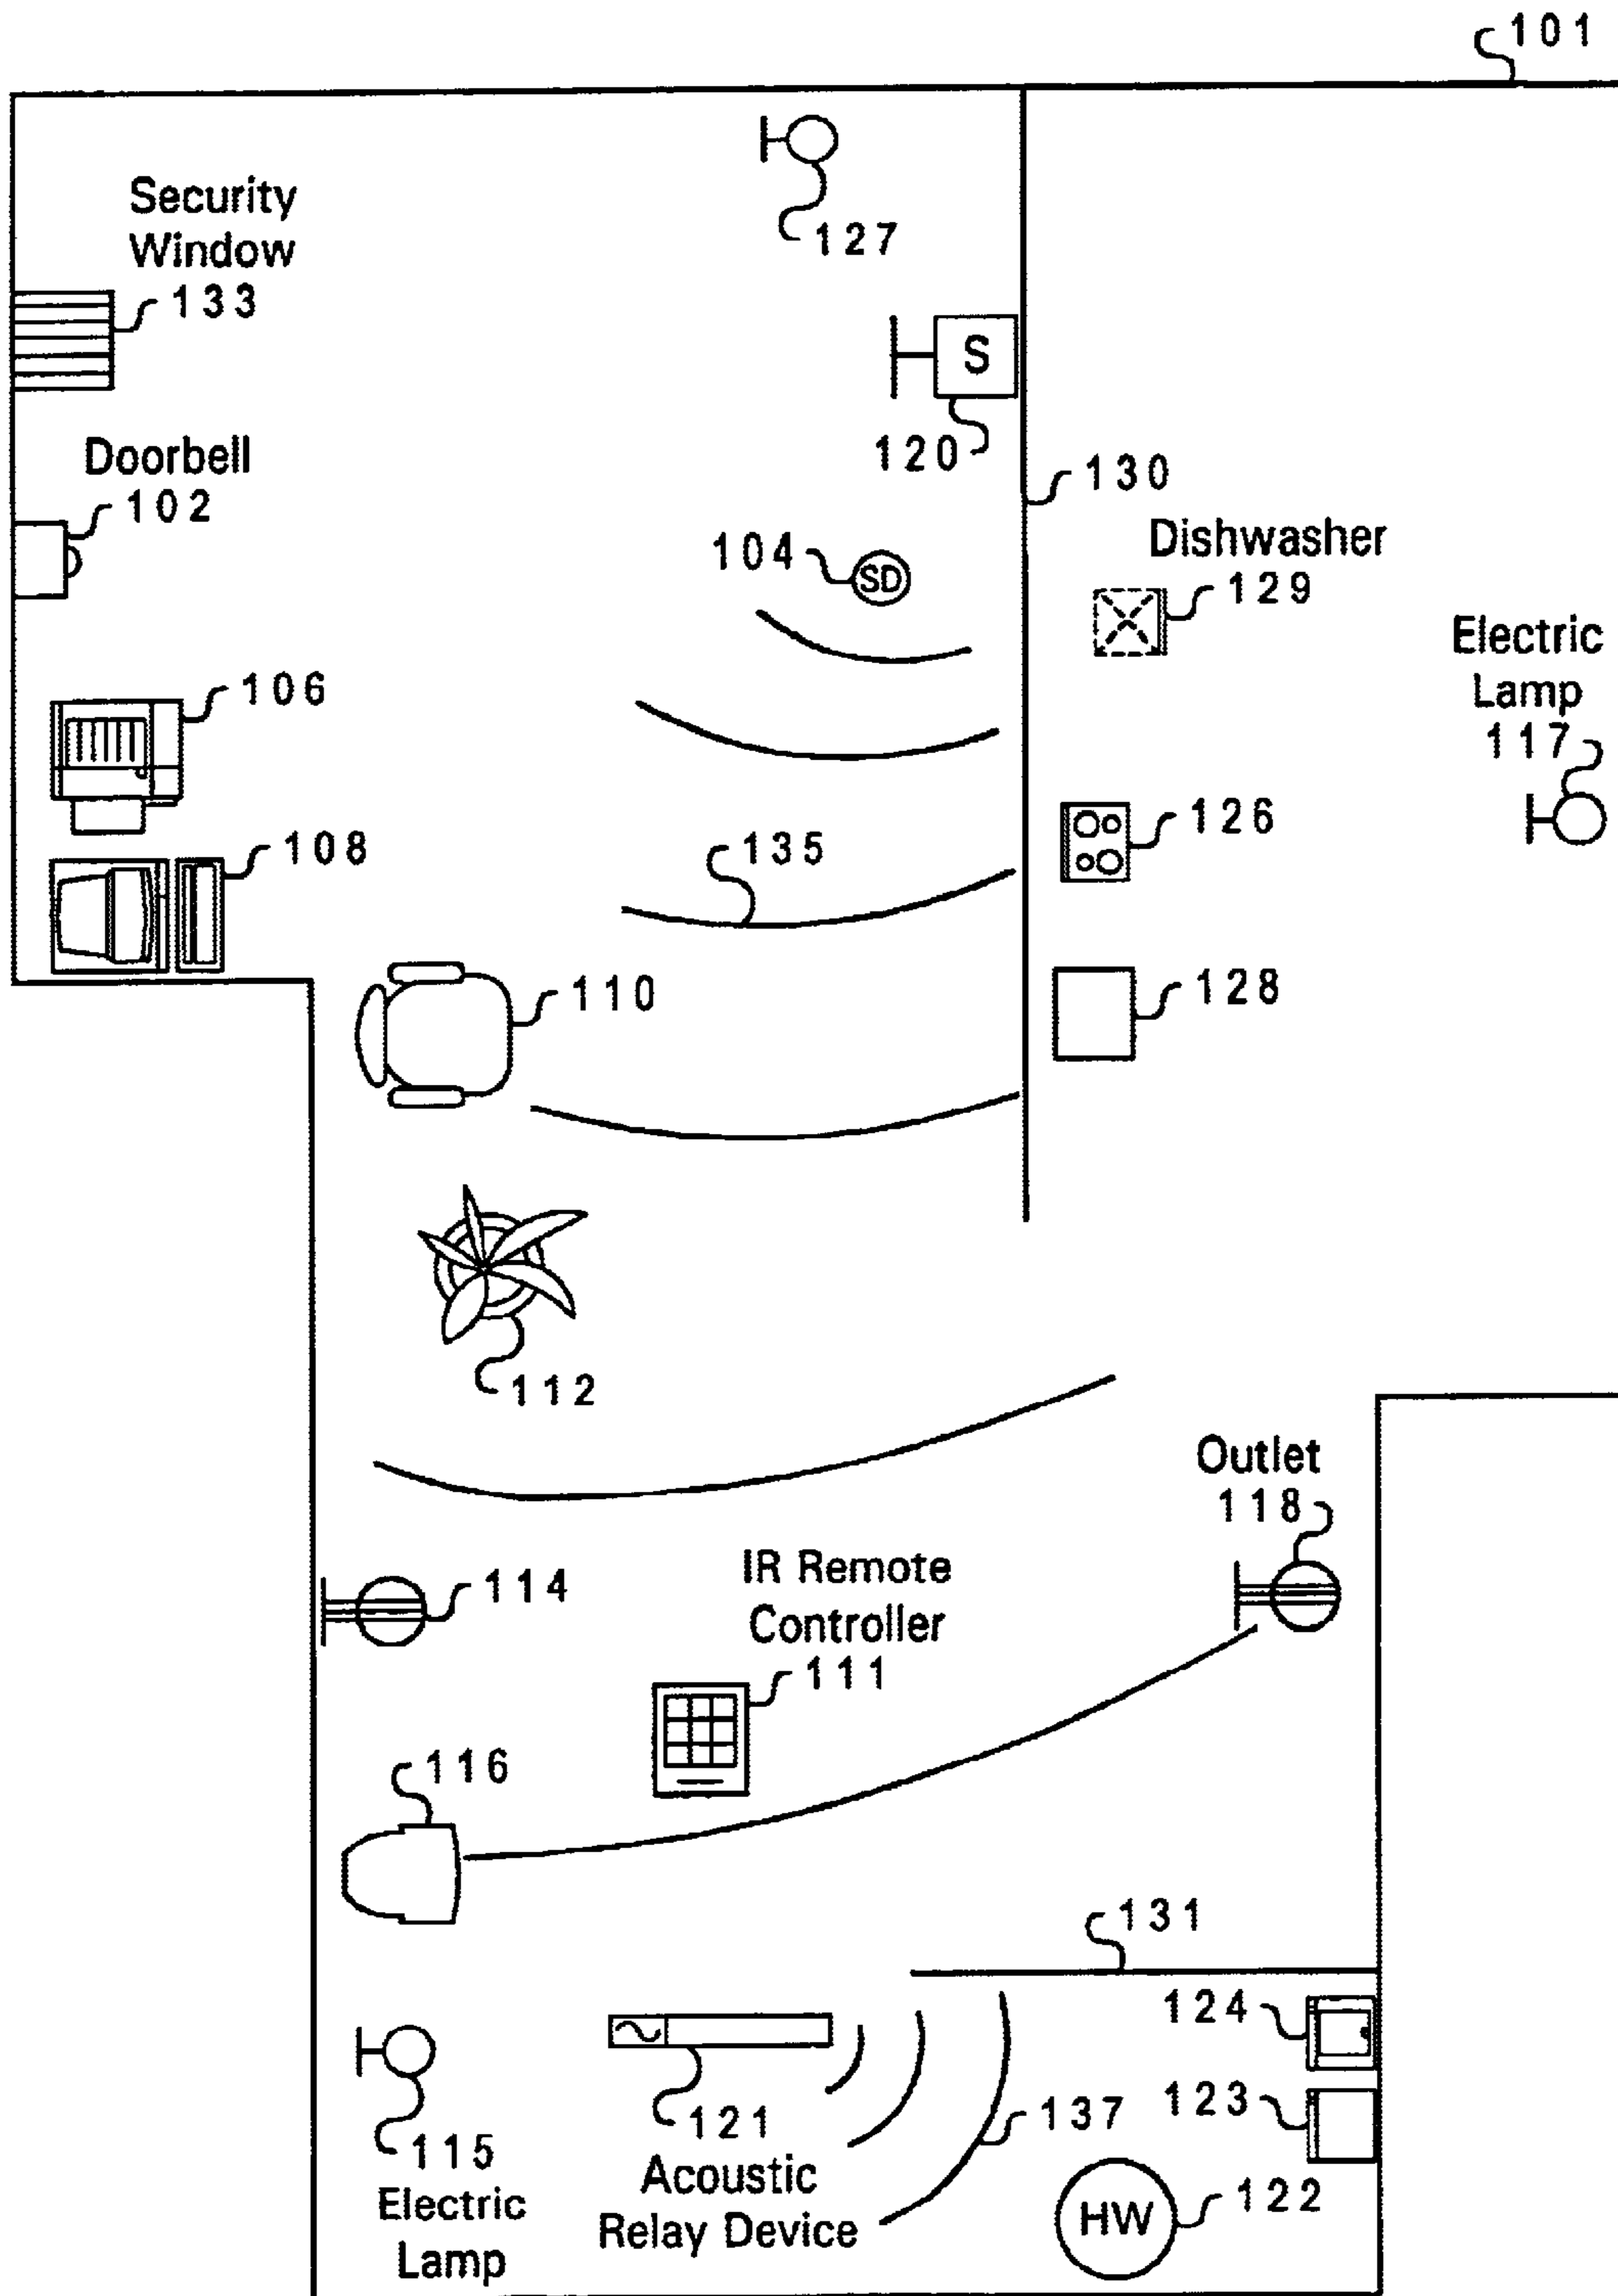 101
127
Security
Window
133
S
120
Doorbell
102
130
104
SD
Dishwasher
129
Electric
Lamp
117
106
126
108
135
110
128
112
Outlet
118
114
IR Remote
Controller
111
116
131
124
121
Acoustic
Relay Device
137
123
115
Electric
Lamp
HW
122